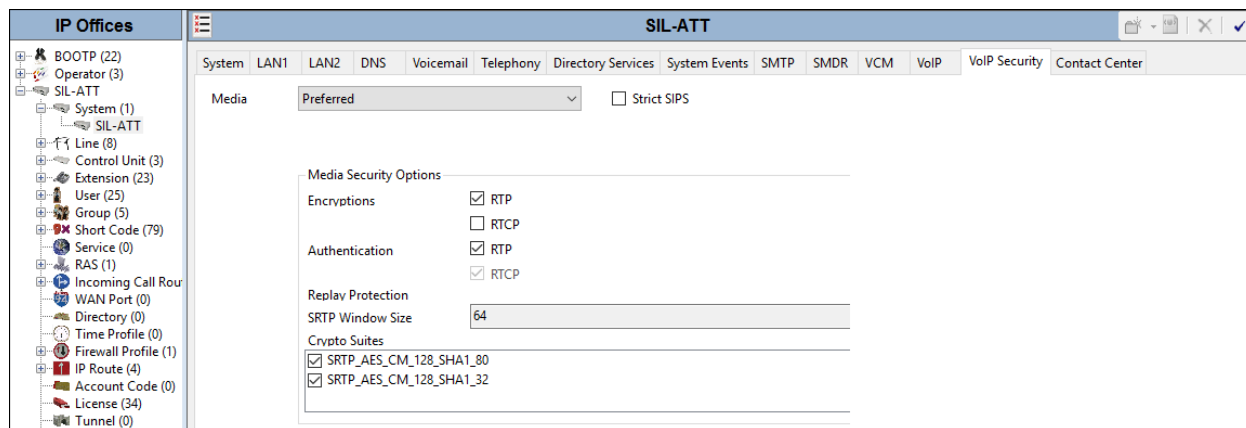 IP Offices
SIL-ATT
BOOTP (22)
Operator (3)
SIL-ATT
System (1)
SIL-ATT
Line (8)
Control Unit (3)
Extension (23)
User (25)
Group (5)
Short Code (79)
Service (0)
RAS (1)
Incoming Call Rou
WAN Port (0)
Directory (0)
Time Profile (0)
Firewall Profile (1)
IP Route (4)
Account Code (0)
License (34)
Tunnel (0)
System LAN1 LAN2 DNS Voicemail Telephony Directory Services System Events SMTP SMDR VCM VoIP VoIP Security Contact Center
Media Preferred Strict SIPS
Media Security Options
Encryptions RTP
RTCP
Authentication RTP
RTCP
Replay Protection
SRTP Window Size 64
Crypto Suites
SRTP_AES_CM_128_SHA1_80
SRTP_AES_CM_128_SHA1_32